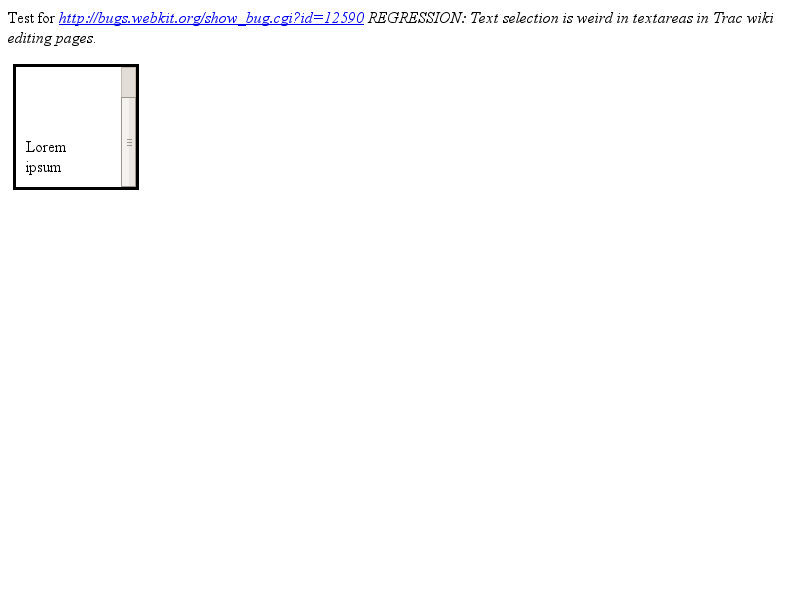 Test for http://bugs.webkit.org/show_bug.cgi?id=12590 REGRESSION: Text selection is weird in textareas in Trac wiki
editing pages.
Lorem
ipsum